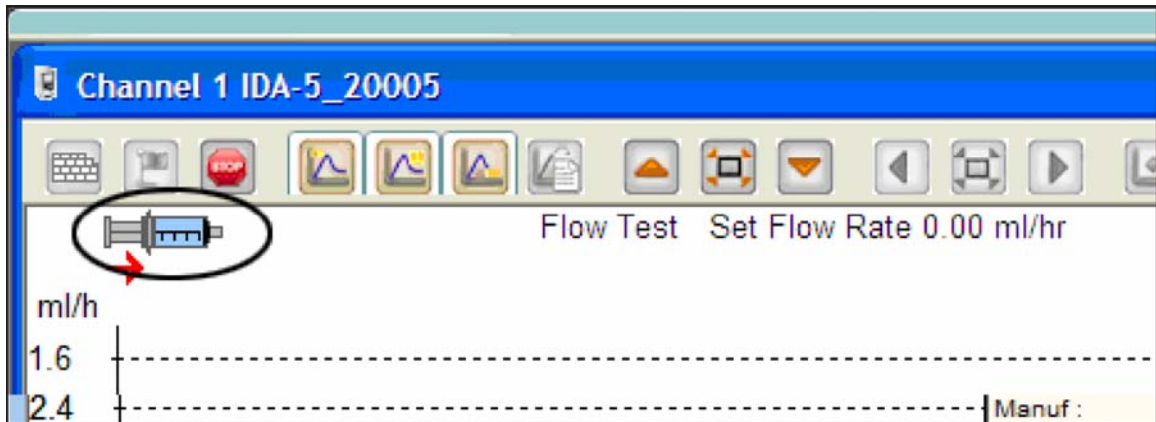 Channel 1 IDA-5_20005
STOP
Flow Test Set Flow Rate 0.00 ml/hr
ml/h
1.6
2.4
Manuf :